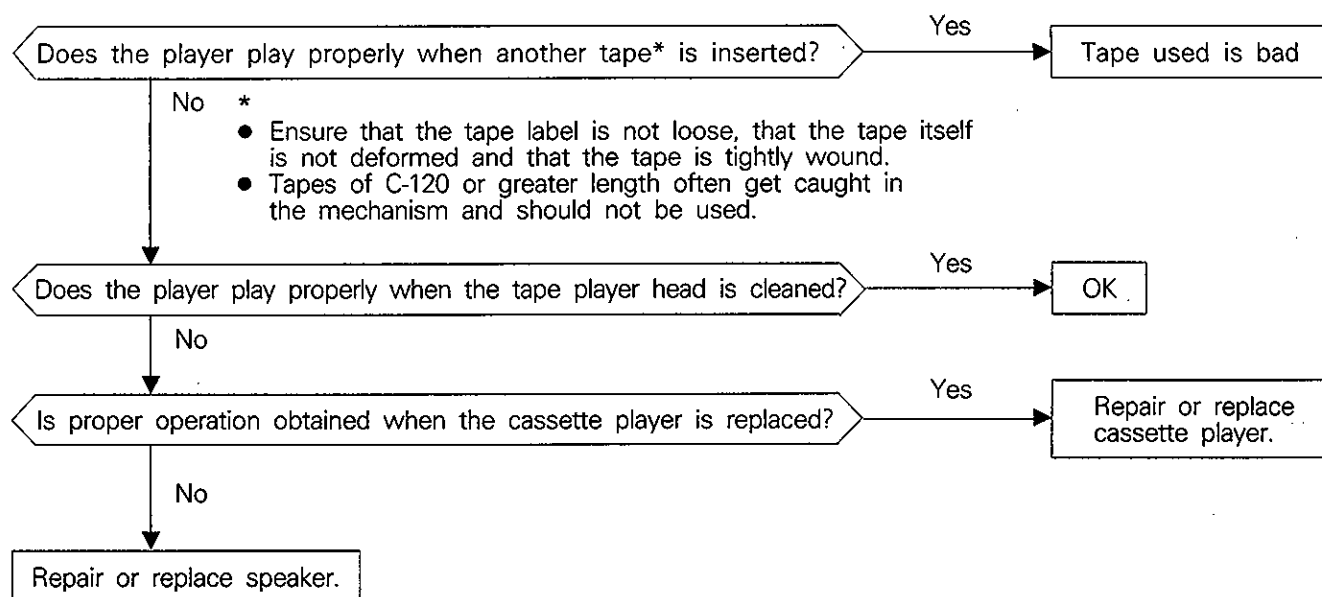 Yes
Does the player play properly when another tape* is inserted?
Tape used is bad
No *
● Ensure that the tape label is not loose, that the tape itself
is not deformed and that the tape is tightly wound.
● Tapes of C-120 or greater length often get caught in
the mechanism and should not be used.
Yes
Does the player play properly when the tape player head is cleaned?
OK
No
Yes
Is proper operation obtained when the cassette player is replaced?
Repair or replace
cassette player.
No
Repair or replace speaker.